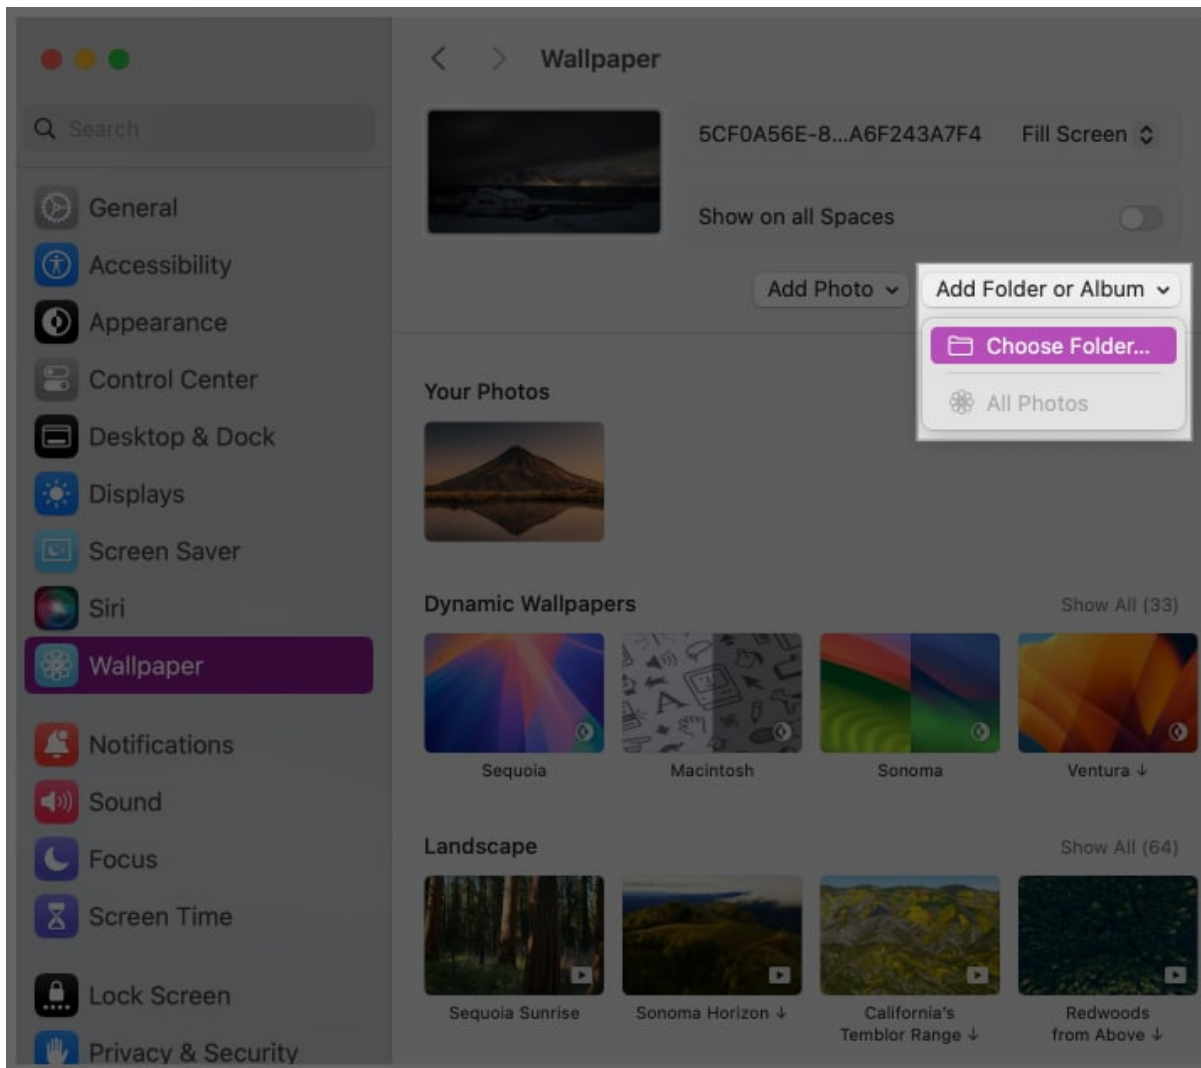 Wallpaper
Search
5CF0A56E-8...A6F243A7F4 Fill Screen
General
Show on all Spaces
Accessibility
Add Photo Add Folder or Album
Appearance
Choose Folder...
Control Center
Your Photos
All Photos
Desktop & Dock
Displays
Screen Saver
Siri
Dynamic Wallpapers Show All (33)
Wallpaper
Notifications
Sequoia Macintosh Sonoma Ventura ↓
Sound
Focus
Landscape Show All (64)
Screen Time
Lock Screen
Sequoia Sunrise Sonoma Horizon ↓ California's Redwoods
Temblor Range ↓ from Above ↓
Privacy & Security